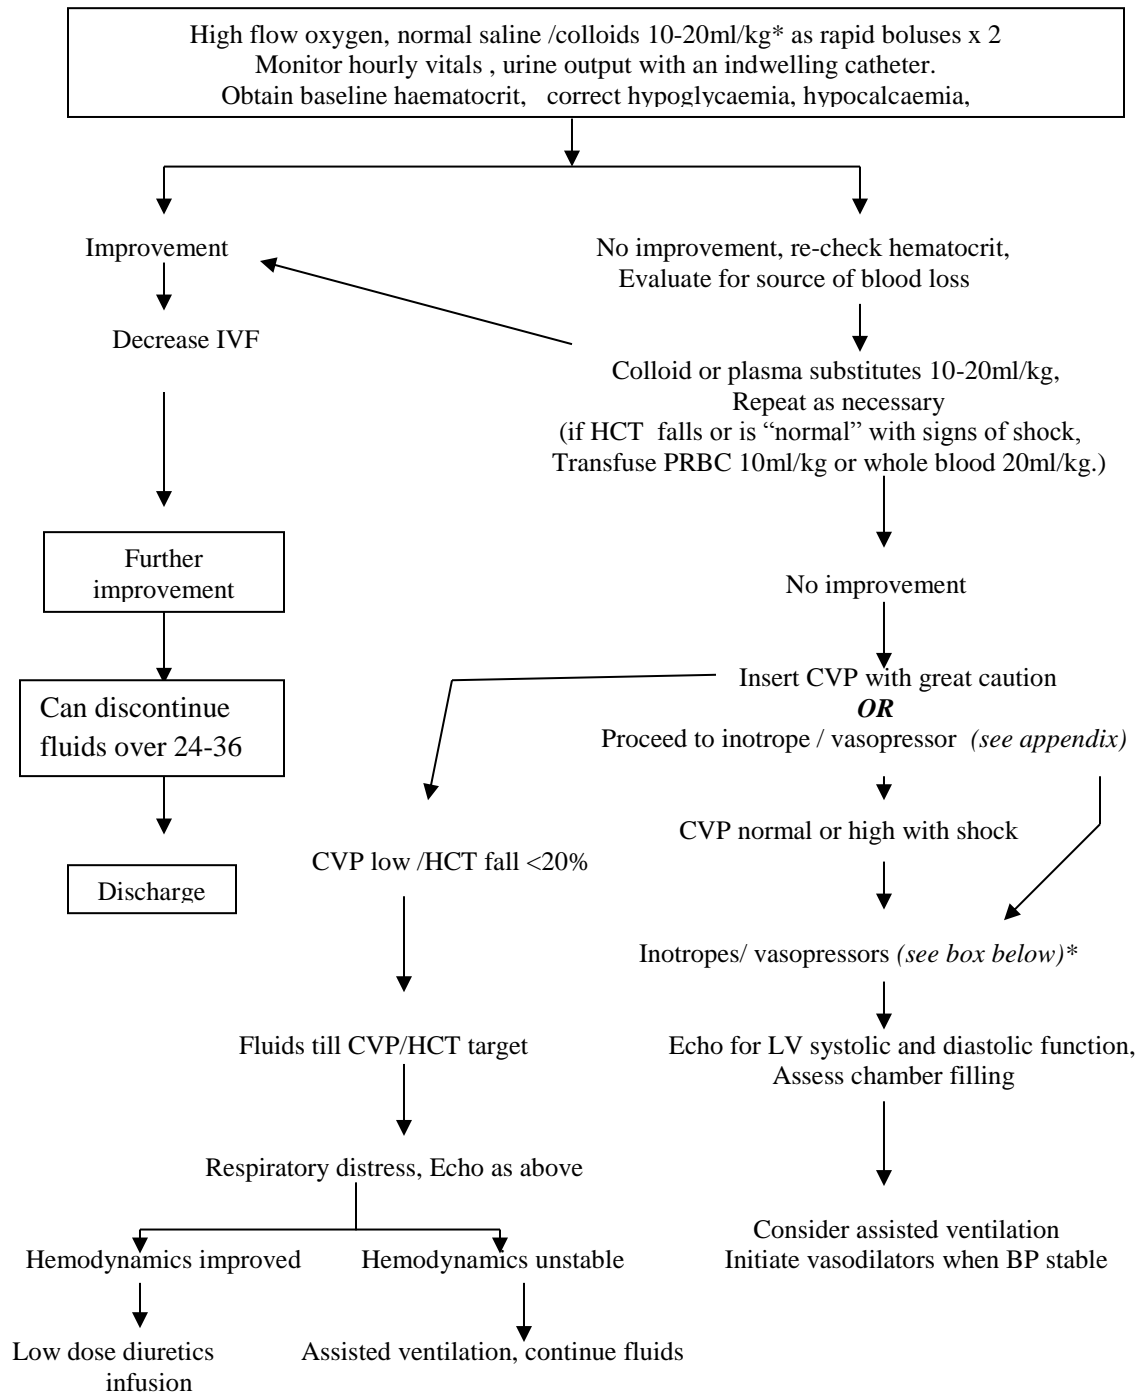 High flow oxygen, normal saline /colloids 10-20ml/kg* as rapid boluses x 2
Monitor hourly vitals , urine output with an indwelling catheter.
Obtain baseline haematocrit, correct hypoglycaemia, hypocalcaemia,
Improvement
No improvement, re-check hematocrit,
Evaluate for source of blood loss
Decrease IVF
Colloid or plasma substitutes 10-20ml/kg,
Repeat as necessary
(if HCT falls or is “normal” with signs of shock,
Transfuse PRBC 10ml/kg or whole blood 20ml/kg.)
Further
improvement
No improvement
Insert CVP with great caution
OR
Proceed to inotrope / vasopressor (see appendix)
Can discontinue
fluids over 24-36
CVP normal or high with shock
CVP low /HCT fall <20%
Discharge
Inotropes/ vasopressors (see box below)*
Fluids till CVP/HCT target
Echo for LV systolic and diastolic function,
Assess chamber filling
Respiratory distress, Echo as above
Consider assisted ventilation
Initiate vasodilators when BP stable
Hemodynamics improved
Hemodynamics unstable
Low dose diuretics
infusion
Assisted ventilation, continue fluids